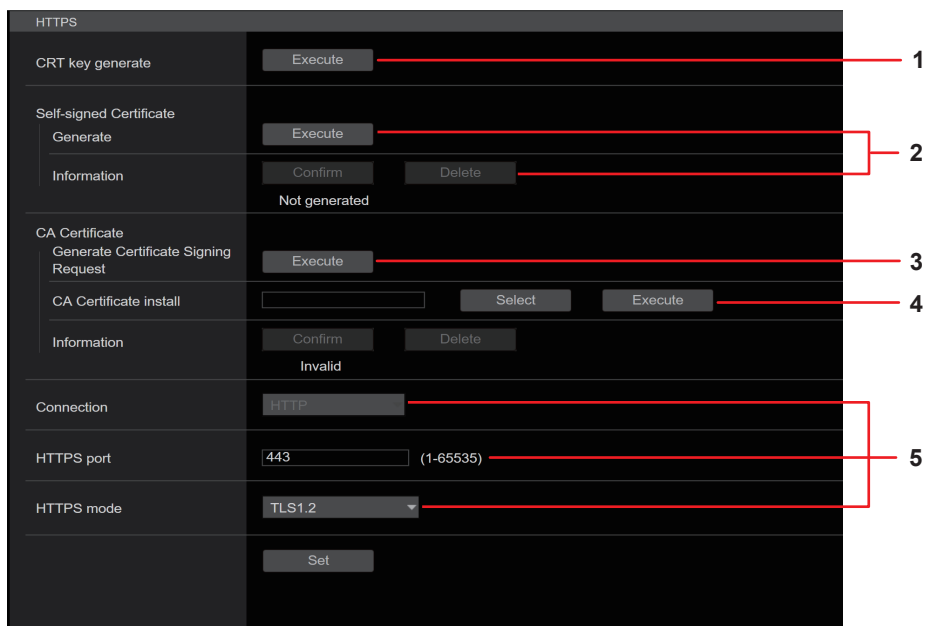 HTTPS
CRT key generate Execute 1
Self-signed Certificate
Generate Execute
2
Information Confirm Delete
Not generated
CA Certificate
Generate Certificate Signing
Request
Execute 3
CA Certificate install Select Execute 4
Information Confirm Delete
Invalid
Connection HTTP
HTTPS port 443 (1-65535) 5
HTTPS mode TLS1.2
Set